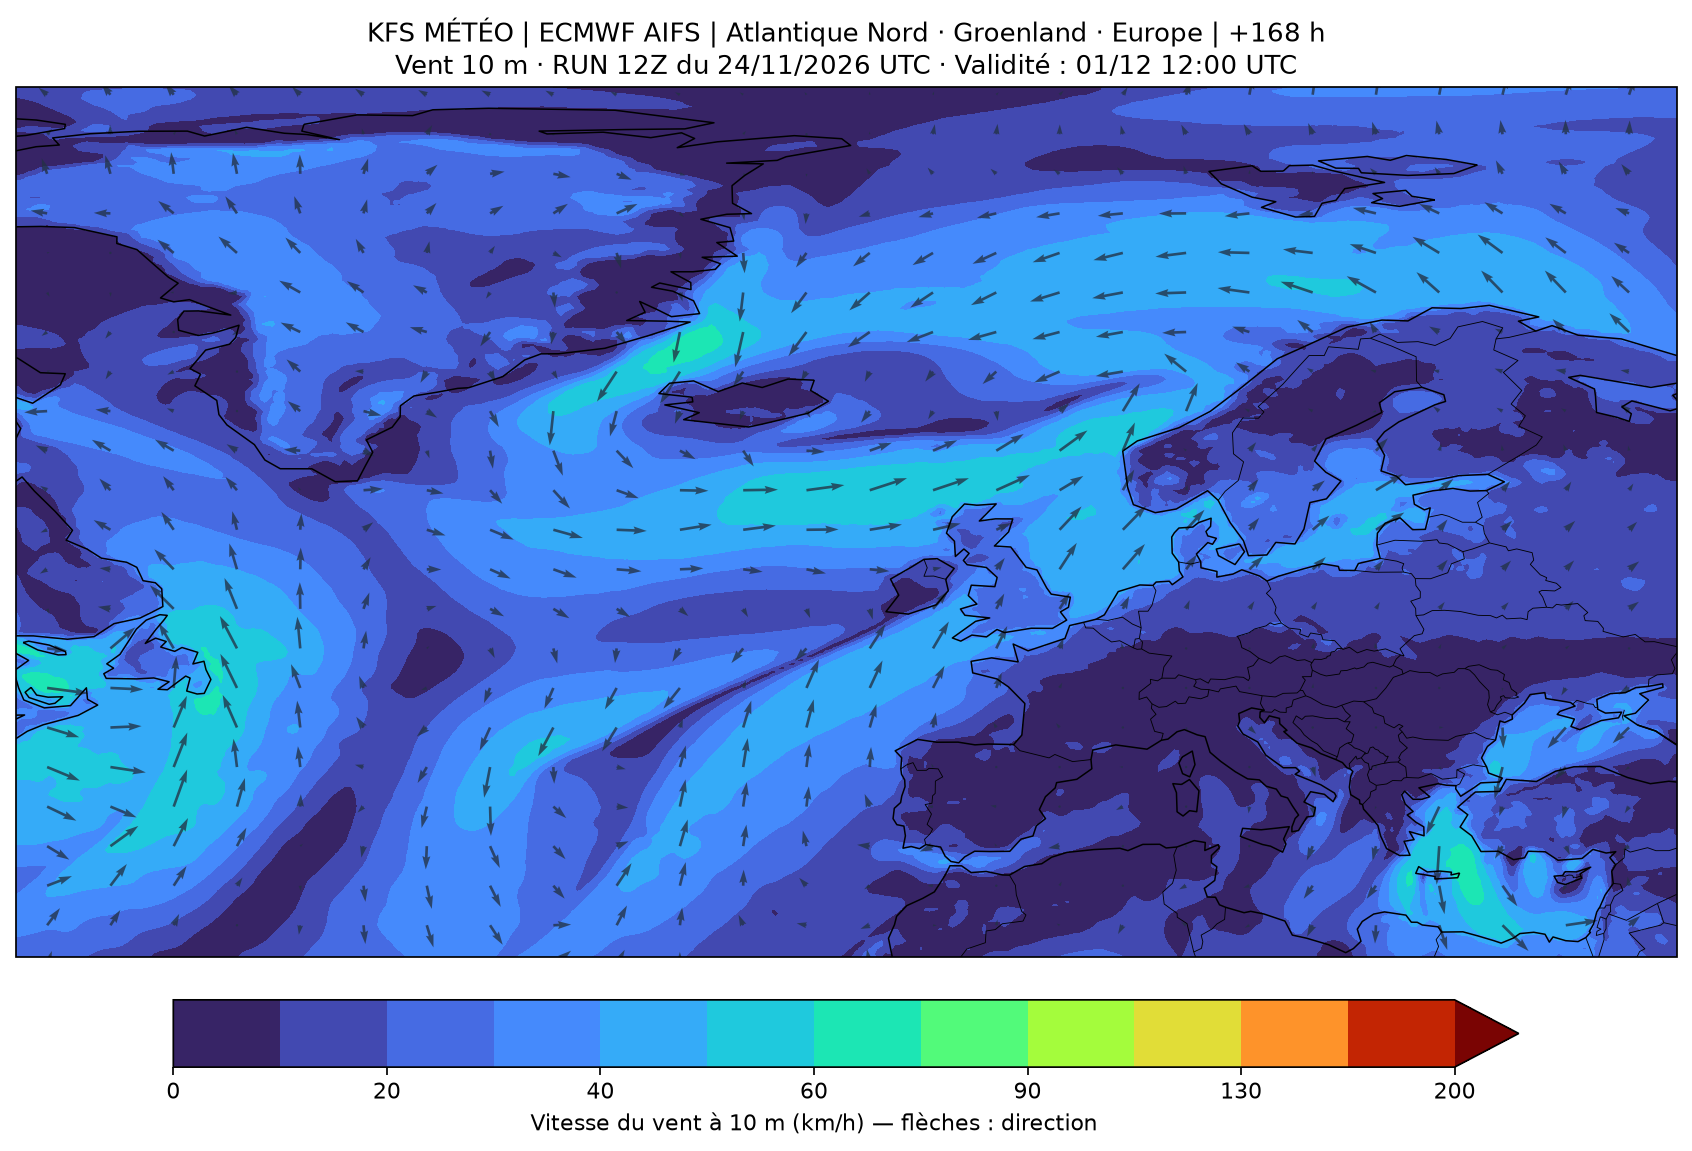 KFS MÉTÉO | ECMWF AIFS | Atlantique Nord · Groenland · Europe | +168 h
Vent 10 m · RUN 12Z du 24/11/2026 UTC · Validité : 01/12 12:00 UTC
0 20 40 60 90 130 200
Vitesse du vent à 10 m (km/h) — flèches : direction